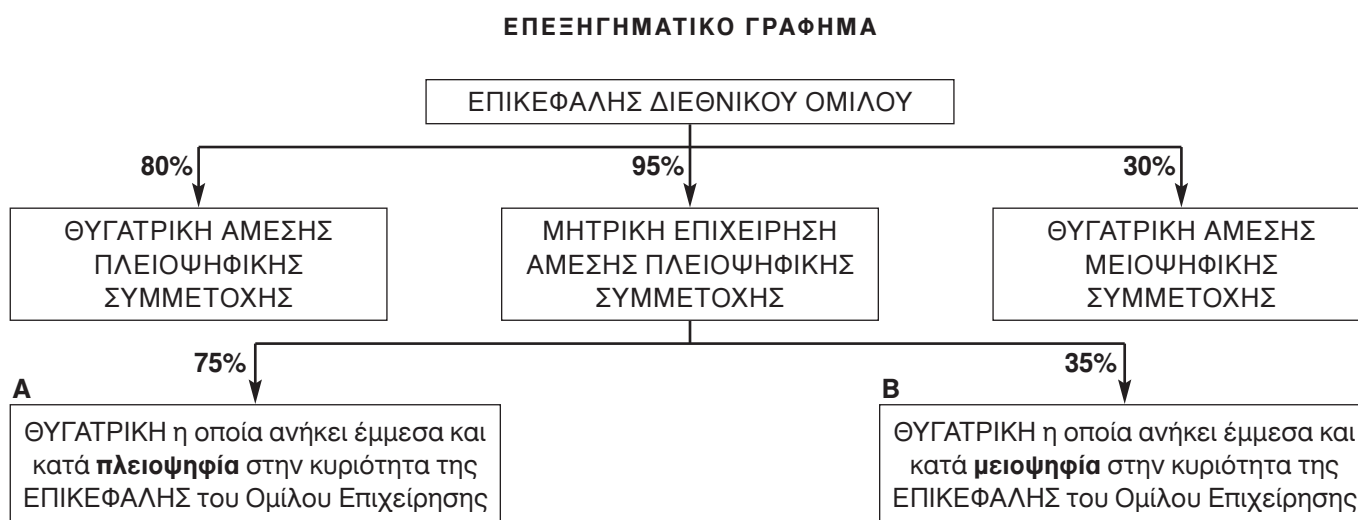 ΕΠΕΞΗΓΗΜΑΤΙΚΟ ΓΡΑΦΗΜΑ
ΕΠΙΚΕΦΑΛΗΣ ΔΙΕΘΝΙΚΟΥ ΟΜΙΛΟΥ
80%
95%
30%
ΘΥΓΑΤΡΙΚΗ ΑΜΕΣΗΣ
ΠΛΕΙΟΨΗΦΙΚΗΣ
ΣΥΜΜΕΤΟΧΗΣ
ΜΗΤΡΙΚΗ ΕΠΙΧΕΙΡΗΣΗ
ΑΜΕΣΗΣ ΠΛΕΙΟΨΗΦΙΚΗΣ
ΣΥΜΜΕΤΟΧΗΣ
ΘΥΓΑΤΡΙΚΗ ΑΜΕΣΗΣ
ΜΕΙΟΨΗΦΙΚΗΣ
ΣΥΜΜΕΤΟΧΗΣ
75%
35%
Α
ΘΥΓΑΤΡΙΚΗ η οποία ανήκει έμμεσα και
κατά πλειοψηφία στην κυριότητα της
ΕΠΙΚΕΦΑΛΗΣ του Ομίλου Επιχείρησης
Β
ΘΥΓΑΤΡΙΚΗ η οποία ανήκει έμμεσα και
κατά μειοψηφία στην κυριότητα της
ΕΠΙΚΕΦΑΛΗΣ του Ομίλου Επιχείρησης